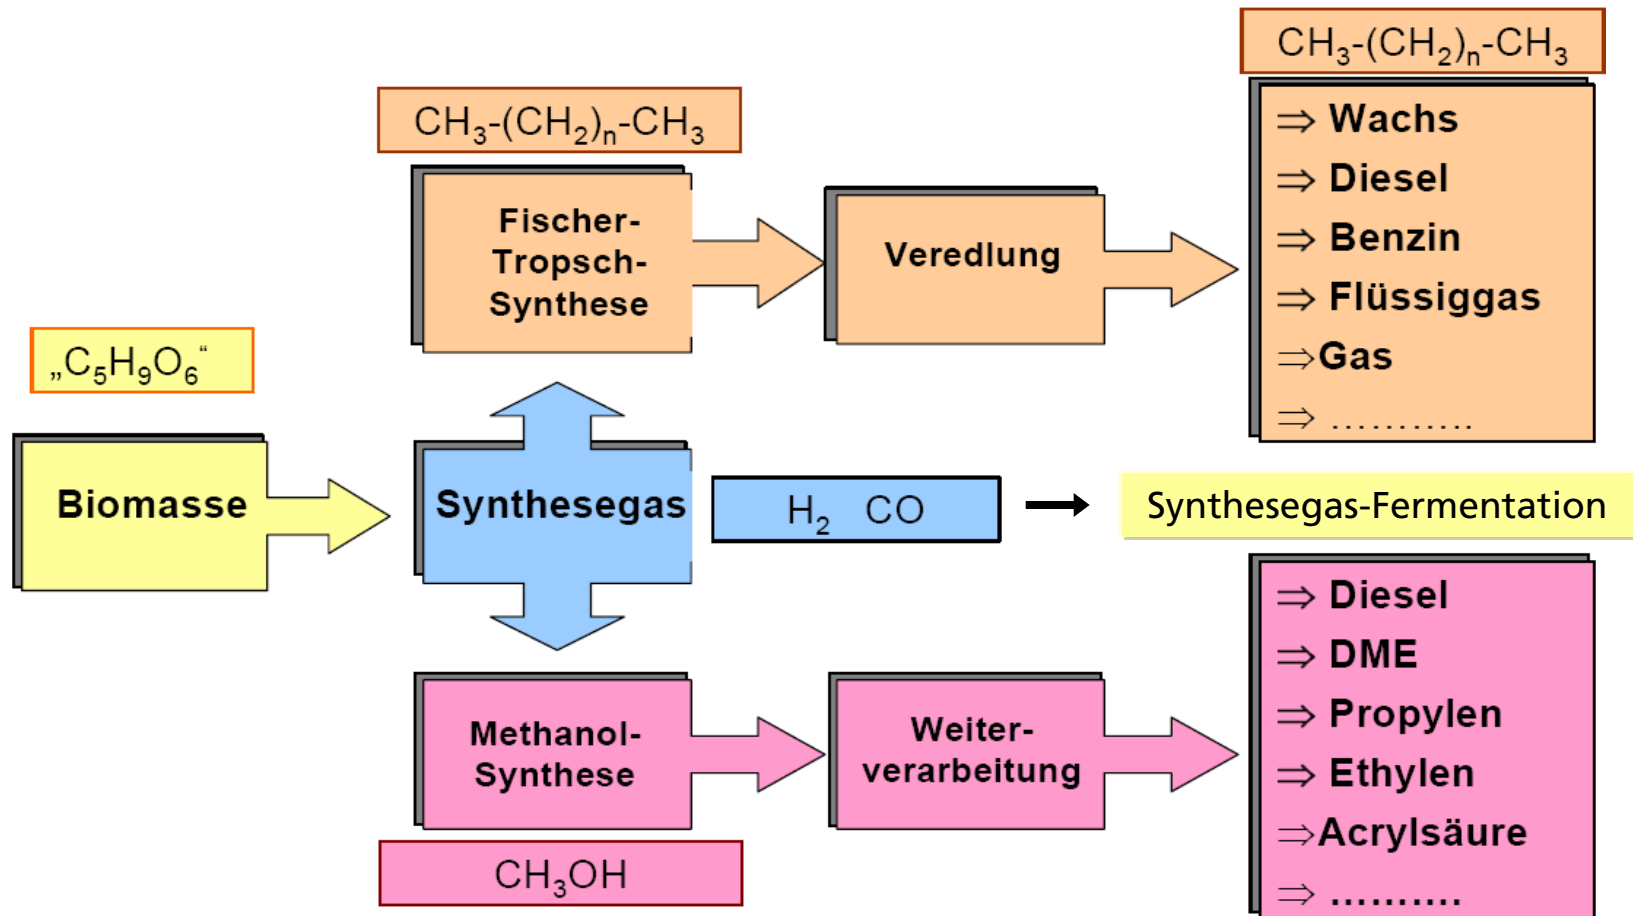 CH₃-(CH₂)ₙ-CH₃
⇒ Wachs
⇒ Diesel
⇒ Benzin
⇒ Flüssiggas
⇒Gas
⇒ ………..
CH₃-(CH₂)ₙ-CH₃
Fischer-
Tropsch-
Synthese
Veredlung
„C₅H₉O₆“
Biomasse
Synthesegas
H₂ CO
Synthesegas-Fermentation
Methanol-
Synthese
CH₃OH
Weiter-
verarbeitung
⇒ Diesel
⇒ DME
⇒ Propylen
⇒ Ethylen
⇒Acrylsäure
⇒ ……….